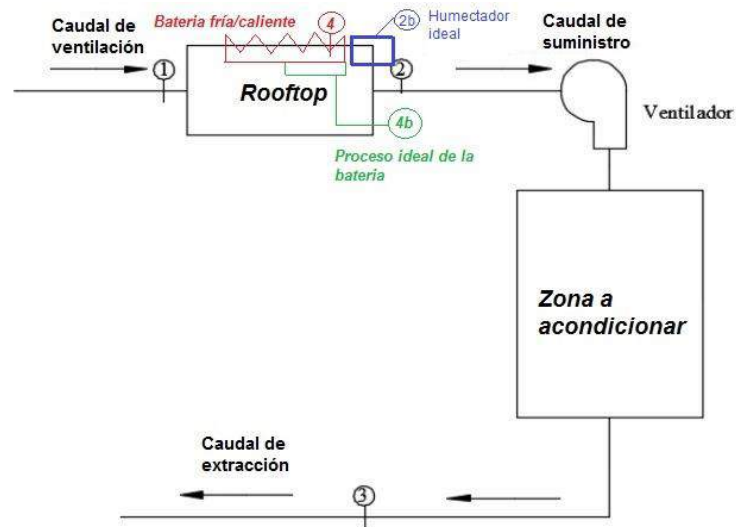 Caudal de
ventilación
Bateria fría/caliente
4
2b
Humectador
ideal
Caudal de
suministro
1
2
Rooftop
Ventilador
4b
Proceso ideal de la
bateria
Zona a
acondicionar
Caudal de
extracción
3